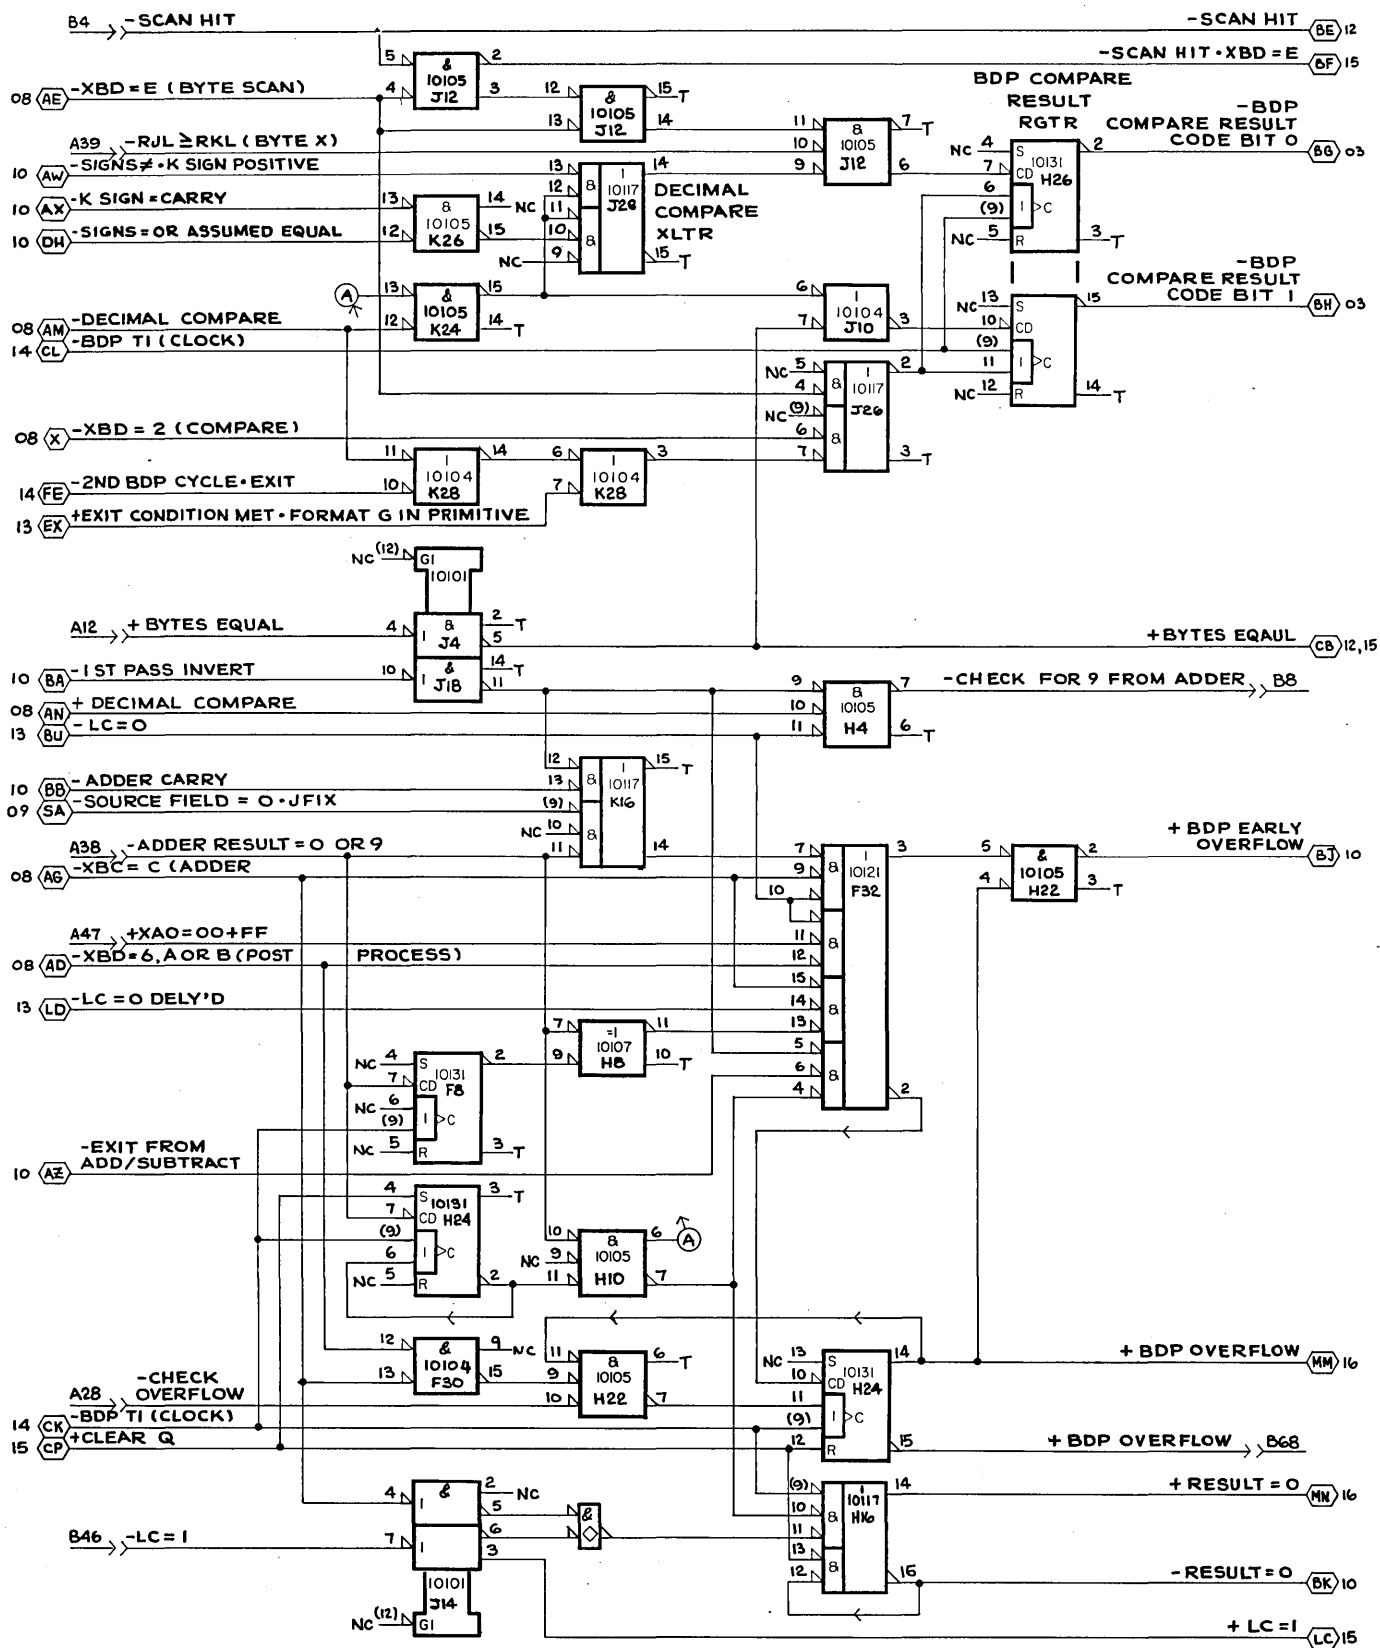 B4 -SCAN HIT
-SCAN HIT BE 12
5 & 2
10105
-SCAN HIT·XBD=E BF 15
08 AE -XBD=E (BYTE SCAN) 4 J12 3
12 & 15 T
10105
13 J12 14
BDP COMPARE
RESULT
RGTR
-BDP
COMPARE RESULT
CODE BIT 0 BG 03
A39 -RJL ≥ RKL (BYTE X)
11 & 7 T
10 10105
9 J12 6
NC 4 S 10131 2
7 CD H26
6
(9) 1 >C
NC 5 R 3 T
10 AW -SIGNS≠·K SIGN POSITIVE
13 1 14
12 & 10117
11 J26
10 &
NC 9 15 T
DECIMAL
COMPARE
XLTR
10 AX -K SIGN=CARRY
13 & 14 NC
10105
12 K26 15
10 DH -SIGNS=OR ASSUMED EQUAL
-BDP
COMPARE RESULT
CODE BIT 1 BH 03
A 13 & 15
10105
12 K24 14 T
6 1
10104
7 J10 3
NC 13 S 15
10 CD
(9)
11 1 >C
NC 12 R 14 T
08 AM -DECIMAL COMPARE
14 CL -BDP T1 (CLOCK)
NC 5 1 2
4 & 10117
NC (9) J26
6 &
7 3 T
08 X -XBD = 2 (COMPARE)
11 1 14
10104
10 K28
6 1 3
10104
7 K28
14 FE -2ND BDP CYCLE·EXIT
13 EX +EXIT CONDITION MET·FORMAT G IN PRIMITIVE
NC (12) G1
10101
A12 + BYTES EQUAL 4 1 & 2 T
J4 5
+BYTES EQAUL CB 12,15
10 BA -1 ST PASS INVERT 10 1 & 14 T
J18 11
9 & 7 -CHECK FOR 9 FROM ADDER B8
10 10105
11 H4 6 T
08 AN + DECIMAL COMPARE
13 BU - LC=0
10 BB - ADDER CARRY
09 SA -SOURCE FIELD = 0·JFIX
12 1 15 T
13 & 10117
(9) K16
NC 10 &
11 14
A38 -ADDER RESULT=0 OR 9
08 AG -XBC= C (ADDER
7 1 3
9 & 10121
10 F32
11 &
12
15
14 &
13
5
6 &
4 2
5 & 2
10105
4 H22 3 T
+ BDP EARLY
OVERFLOW BJ 10
A47 +XA0=00+FF
08 AD -XBD=6, A OR B (POST PROCESS)
13 LD -LC=0 DELY'D
7 =1 11
10107
9 H8 10 T
NC 4 S 10131 2
7 CD F8
NC 6
(9) 1 >C
NC 5 R 3 T
-EXIT FROM
10 AZ ADD/SUBTRACT
4 S 10131 3 T
7 CD H24
(9)
6 1 >C
NC 5 R 2
10 & 6 A
NC 9 10105
11 H10 7
12 & 9 NC
10104
13 F30 15
11 & 6 T
9 10105
10 H22 7
NC 13 S 10131 14
10 CD H24
11
(9) 1 >C
12 R 15
+ BDP OVERFLOW MM 16
A28 -CHECK
OVERFLOW
14 CK -BDP T1 (CLOCK)
15 CP +CLEAR Q
+ BDP OVERFLOW B68
4 1 & 2 NC
5
6
7 1 3
10101
J14
NC (12) G1
&
(9) 1 14
10 & 10117
11 H16
13 &
12 15
+ RESULT=0 MN 16
B46 -LC=1
- RESULT=0 BK 10
+ LC=1 LC 15